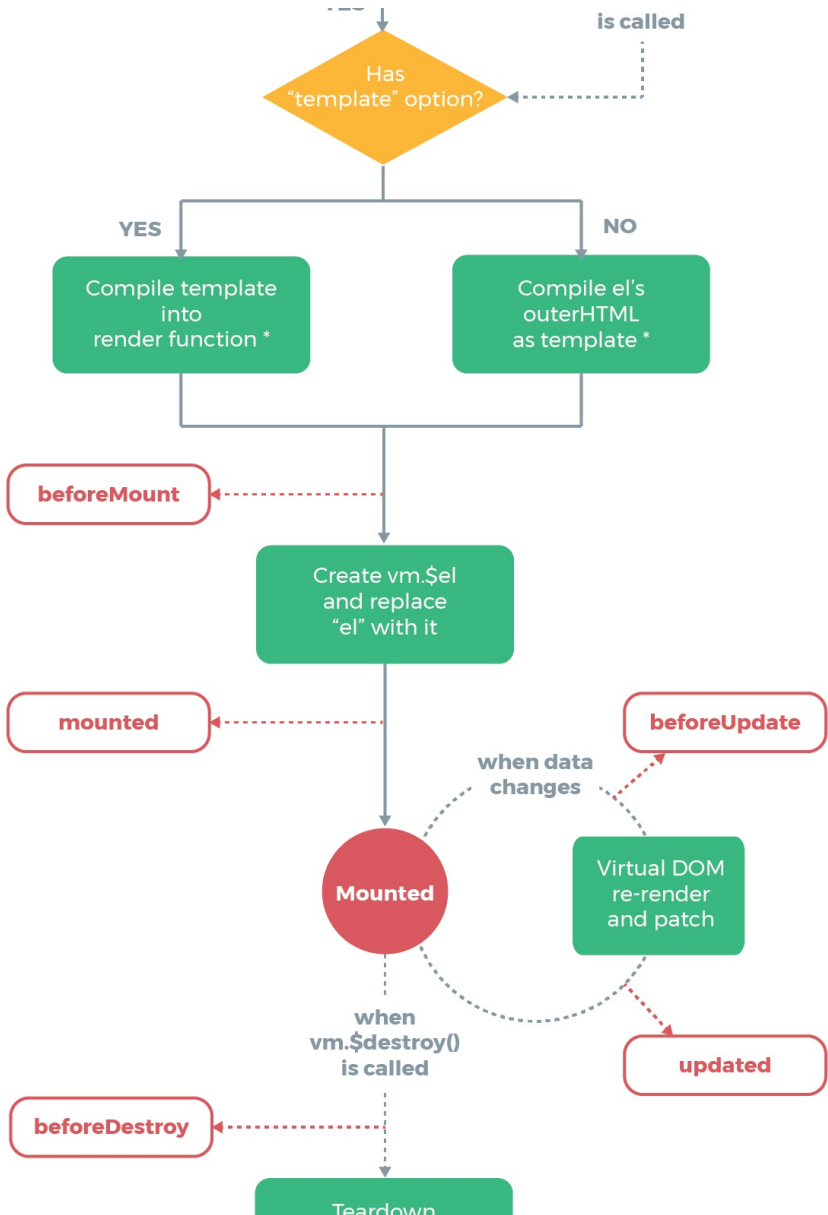 YES
is called
Has
“template” option?
YES
NO
Compile template
into
render function *
Compile el’s
outerHTML
as template *
beforeMount
Create vm.$el
and replace
“el” with it
mounted
beforeUpdate
when data
changes
Mounted
Virtual DOM
re-render
and patch
when
vm.$destroy()
is called
updated
beforeDestroy
Teardown